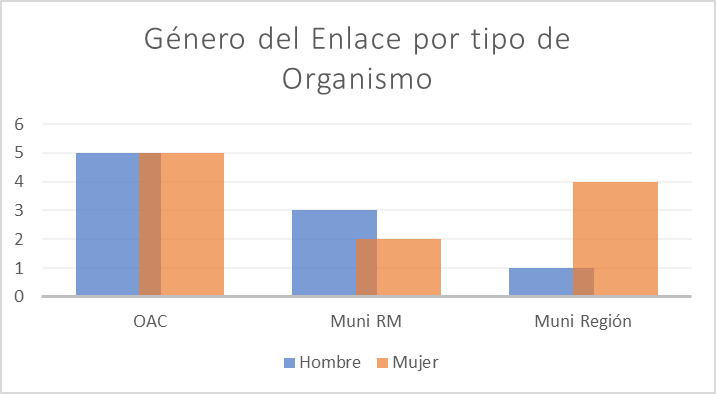 Género del Enlace por tipo de
Organismo
6
5
4
3
2
1
0
OAC Muni RM Muni Región
Hombre Mujer